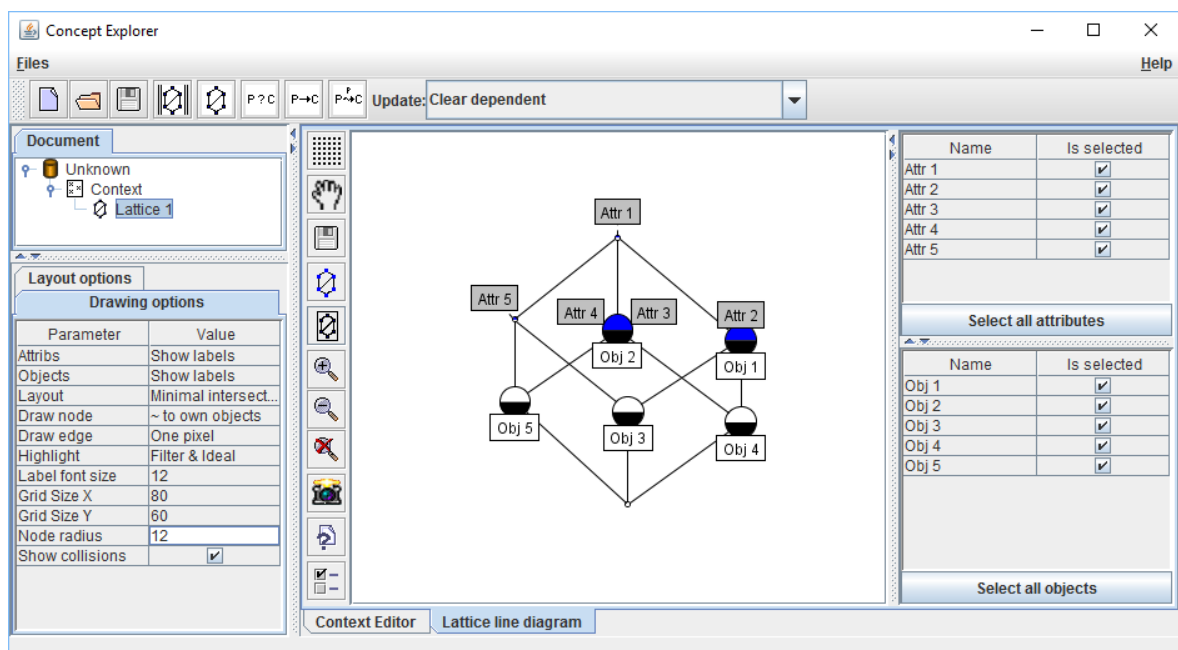 Concept Explorer
Files Help
P?C P→C P→C Update: Clear dependent
Document
Unknown
Context
Lattice 1
Layout options
Drawing options
Parameter Value
Attribs Show labels
Objects Show labels
Layout Minimal intersect...
Draw node ~ to own objects
Draw edge One pixel
Highlight Filter & Ideal
Label font size 12
Grid Size X 80
Grid Size Y 60
Node radius 12
Show collisions
Attr 1
Attr 5 Attr 4 Attr 3 Attr 2
Obj 2 Obj 1
Obj 5 Obj 3 Obj 4
Context Editor Lattice line diagram
Name Is selected
Attr 1
Attr 2
Attr 3
Attr 4
Attr 5
Select all attributes
Name Is selected
Obj 1
Obj 2
Obj 3
Obj 4
Obj 5
Select all objects